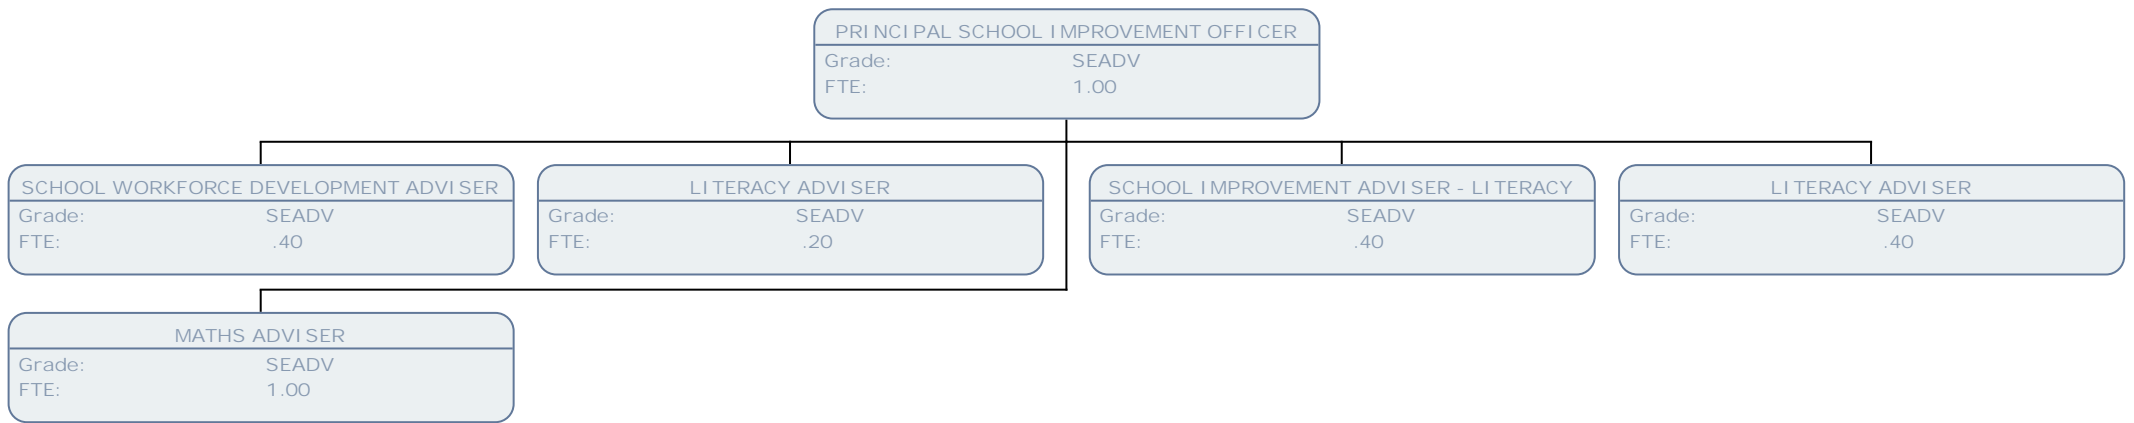 PRINCIPAL SCHOOL IMPROVEMENT OFFICER
Grade: SEADV
FTE: 1.00
SCHOOL WORKFORCE DEVELOPMENT ADVISER
Grade: SEADV
FTE: .40
LITERACY ADVISER
Grade: SEADV
FTE: .20
SCHOOL IMPROVEMENT ADVISER - LITERACY
Grade: SEADV
FTE: .40
LITERACY ADVISER
Grade: SEADV
FTE: .40
MATHS ADVISER
Grade: SEADV
FTE: 1.00